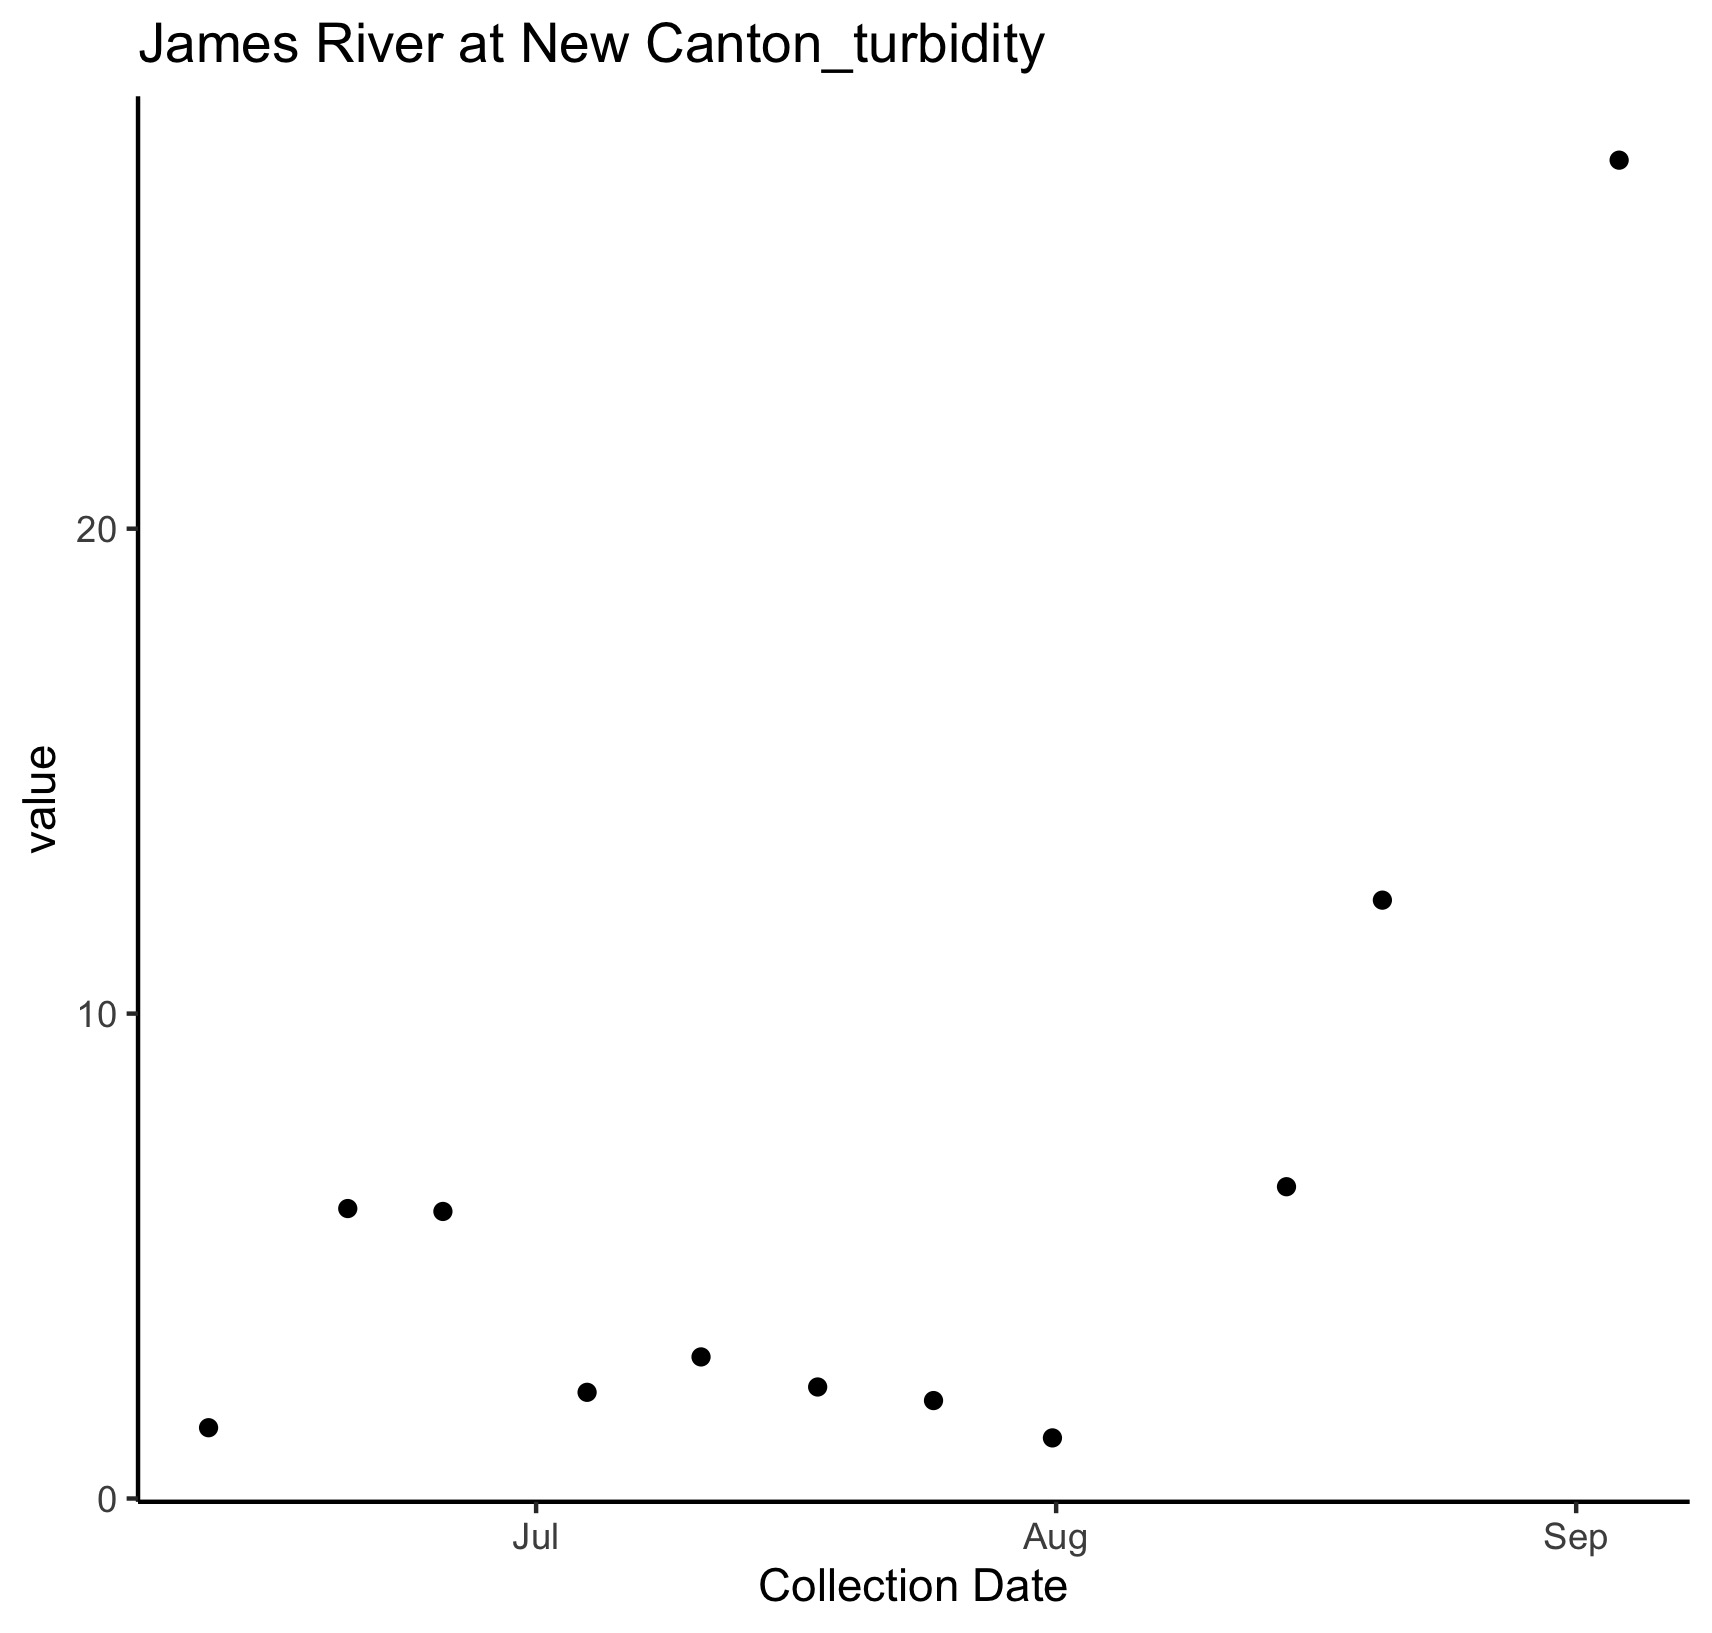 James River at New Canton_turbidity
value
20
10
0
Jul
Aug
Sep
Collection Date